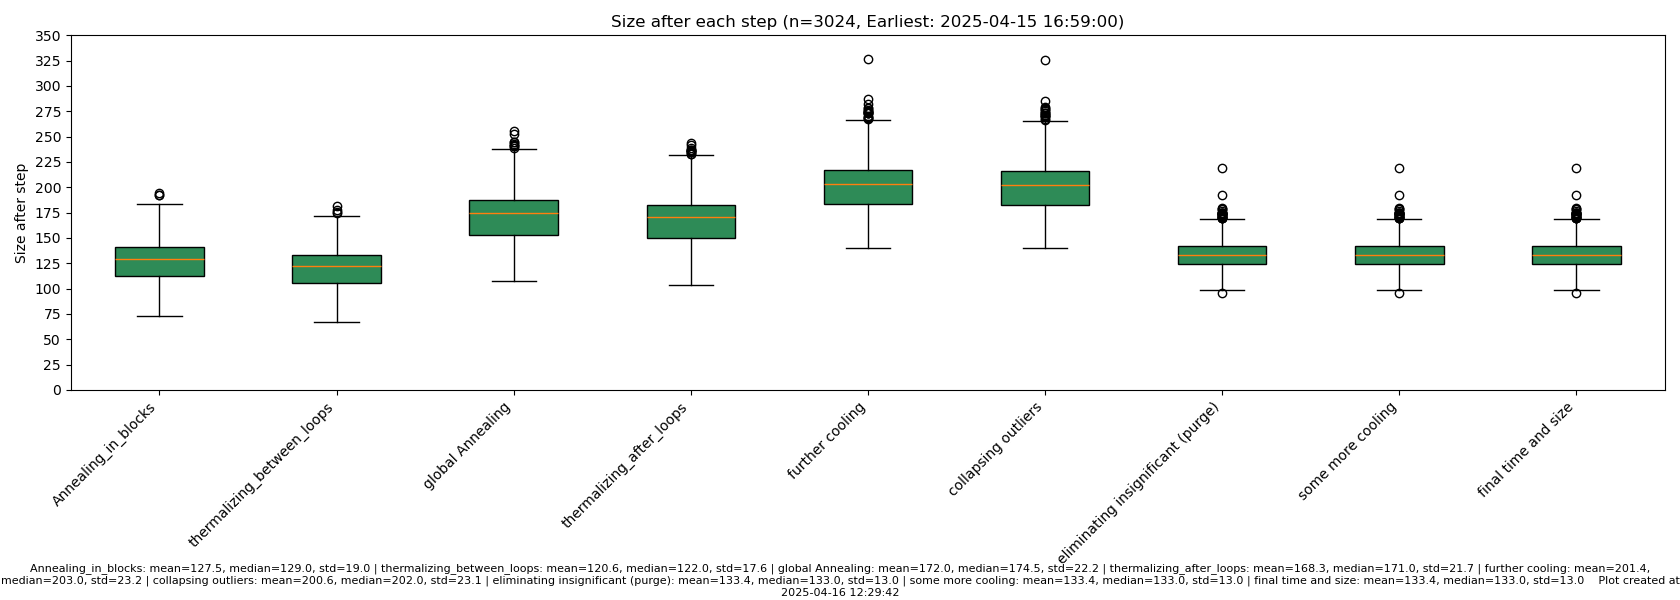 Size after each step (n=3024, Earliest: 2025-04-15 16:59:00)
Size after step
350
325
300
275
250
225
200
175
150
125
100
75
50
25
0
Annealing_in_blocks
thermalizing_between_loops
global Annealing
thermalizing_after_loops
further cooling
collapsing outliers
eliminating insignificant (purge)
some more cooling
final time and size
Annealing_in_blocks: mean=127.5, median=129.0, std=19.0 | thermalizing_between_loops: mean=120.6, median=122.0, std=17.6 | global Annealing: mean=172.0, median=174.5, std=22.2 | thermalizing_after_loops: mean=168.3, median=171.0, std=21.7 | further cooling: mean=201.4,
median=203.0, std=23.2 | collapsing outliers: mean=200.6, median=202.0, std=23.1 | eliminating insignificant (purge): mean=133.4, median=133.0, std=13.0 | some more cooling: mean=133.4, median=133.0, std=13.0 | final time and size: mean=133.4, median=133.0, std=13.0 Plot created at
2025-04-16 12:29:42